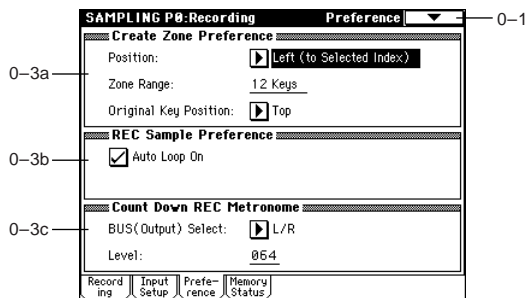 SAMPLING P0:Recording Preference
0–1
Create Zone Preference
0–3a
Position: Left (to Selected Index)
Zone Range: 12 Keys
Original Key Position: Top
REC Sample Preference
0–3b
Auto Loop On
Count Down REC Metronome
0–3c
BUS(Output) Select: L/R
Level: 064
Record Input Prefe- Memory
ing Setup rence Status